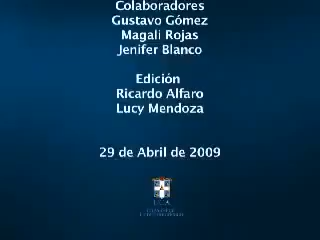 Colaboradores
Gustavo Gómez
Magali Rojas
Jenifer Blanco
Edición
Ricardo Alfaro
Lucy Mendoza
29 de Abril de 2009